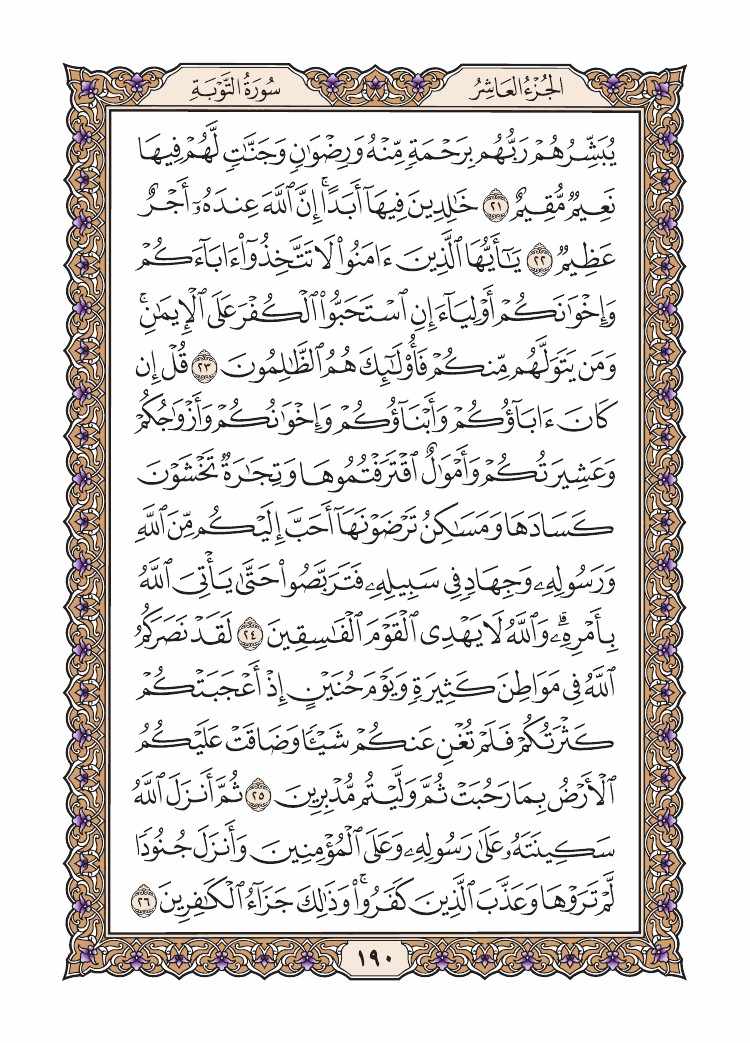 الجُزْءُ العَاشِرُ
سُورَةُ التَّوْبَةِ
يُبَشِّرُهُمْ رَبُّهُم بِرَحْمَةٍ مِّنْهُ وَرِضْوَٰنٍ وَجَنَّـٰتٍ لَّهُمْ فِيهَا
نَعِيمٌ مُّقِيمٌ ٢١ خَـٰلِدِينَ فِيهَآ أَبَدًا ۚ إِنَّ ٱللَّهَ عِندَهُۥٓ أَجْرٌ
عَظِيمٌ ٢٢ يَـٰٓأَيُّهَا ٱلَّذِينَ ءَامَنُوا۟ لَا تَتَّخِذُوٓا۟ ءَابَآءَكُمْ
وَإِخْوَٰنَكُمْ أَوْلِيَآءَ إِنِ ٱسْتَحَبُّوا۟ ٱلْكُفْرَ عَلَى ٱلْإِيمَـٰنِ ۚ
وَمَن يَتَوَلَّهُم مِّنكُمْ فَأُو۟لَـٰٓئِكَ هُمُ ٱلظَّـٰلِمُونَ ٢٣ قُلْ إِن
كَانَ ءَابَآؤُكُمْ وَأَبْنَآؤُكُمْ وَإِخْوَٰنُكُمْ وَأَزْوَٰجُكُمْ
وَعَشِيرَتُكُمْ وَأَمْوَٰلٌ ٱقْتَرَفْتُمُوهَا وَتِجَـٰرَةٌ تَخْشَوْنَ
كَسَادَهَا وَمَسَـٰكِنُ تَرْضَوْنَهَآ أَحَبَّ إِلَيْكُم مِّنَ ٱللَّهِ
وَرَسُولِهِۦ وَجِهَادٍ فِى سَبِيلِهِۦ فَتَرَبَّصُوا۟ حَتَّىٰ يَأْتِىَ ٱللَّهُ
بِأَمْرِهِۦ ۗ وَٱللَّهُ لَا يَهْدِى ٱلْقَوْمَ ٱلْفَـٰسِقِينَ ٢٤ لَقَدْ نَصَرَكُمُ
ٱللَّهُ فِى مَوَاطِنَ كَثِيرَةٍ ۙ وَيَوْمَ حُنَيْنٍ ۙ إِذْ أَعْجَبَتْكُمْ
كَثْرَتُكُمْ فَلَمْ تُغْنِ عَنكُمْ شَيْـًٔا وَضَاقَتْ عَلَيْكُمُ
ٱلْأَرْضُ بِمَا رَحُبَتْ ثُمَّ وَلَّيْتُم مُّدْبِرِينَ ٢٥ ثُمَّ أَنزَلَ ٱللَّهُ
سَكِينَتَهُۥ عَلَىٰ رَسُولِهِۦ وَعَلَى ٱلْمُؤْمِنِينَ وَأَنزَلَ جُنُودًا
لَّمْ تَرَوْهَا وَعَذَّبَ ٱلَّذِينَ كَفَرُوا۟ ۚ وَذَٰلِكَ جَزَآءُ ٱلْكَـٰفِرِينَ ٢٦
١٩٠